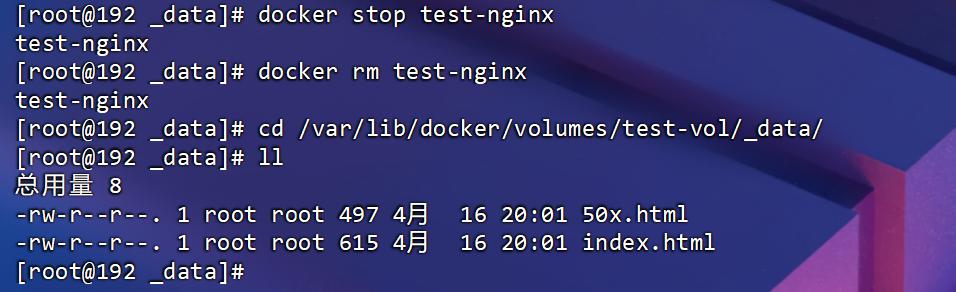 [root@192 _data]# docker stop test-nginx
test-nginx
[root@192 _data]# docker rm test-nginx
test-nginx
[root@192 _data]# cd /var/lib/docker/volumes/test-vol/_data/
[root@192 _data]# ll
总用量 8
-rw-r--r--. 1 root root 497 4月  16 20:01 50x.html
-rw-r--r--. 1 root root 615 4月  16 20:01 index.html
[root@192 _data]#